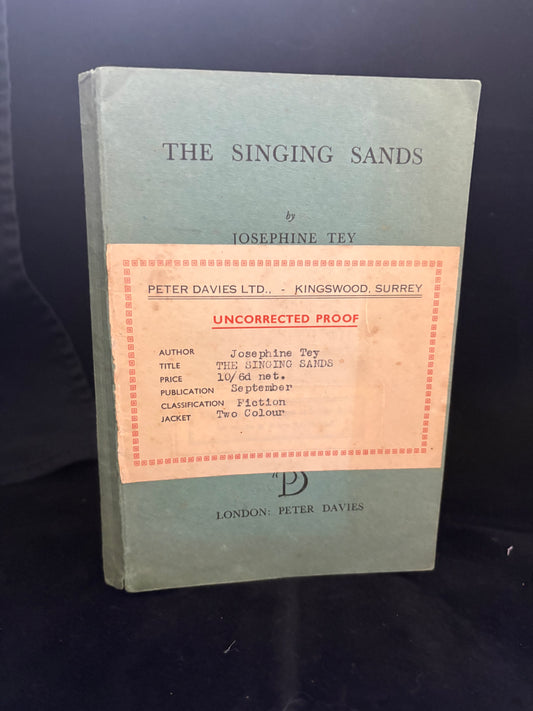 THE SINGING SANDS
by
JOSEPHINE TEY
PETER DAVIES LTD., - KINGSWOOD, SURREY
UNCORRECTED PROOF
AUTHOR Josephine Tey
TITLE THE SINGING SANDS
PRICE 10/6d net.
PUBLICATION September
CLASSIFICATION Fiction
JACKET Two Colour
PD
LONDON: PETER DAVIES